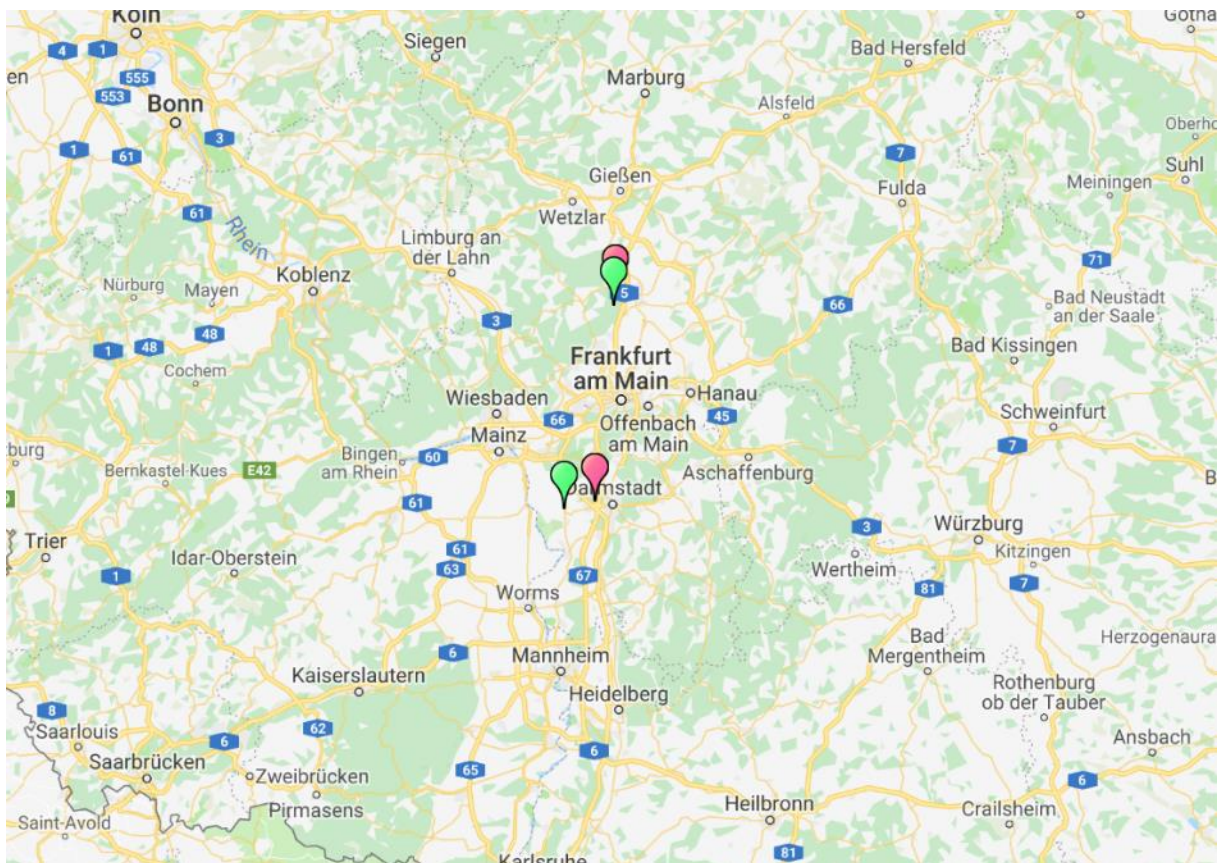 Köln
Gotha
Siegen
Bad Hersfeld
4
1
en
Marburg
555
553
Bonn
Alsfeld
3
Oberho
1
61
7
Suhl
Gießen
Meiningen
Fulda
Wetzlar
61
Rhein
Limburg an
der Lahn
71
Koblenz
Nürburg
Mayen
5
66
Bad Neustadt
an der Saale
3
48
48
1
Bad Kissingen
Cochem
Frankfurt
am Main
Hanau
Wiesbaden
66
45
Schweinfurt
Offenbach
am Main
Mainz
7
burg
Bingen
am Rhein
60
Bernkastel-Kues
E42
Aschaffenburg
B
Darmstadt
61
3
Würzburg
Trier
61
Idar-Oberstein
Kitzingen
63
Wertheim
1
67
7
81
Worms
Bad
Mergentheim
Herzogenaura
6
Mannheim
Kaiserslautern
Rothenburg
ob der Tauber
Heidelberg
8
62
Saarlouis
6
Ansbach
6
Saarbrücken
65
Zweibrücken
6
Pirmasens
Heilbronn
Crailsheim
Saint-Avold
81
Karlsruhe